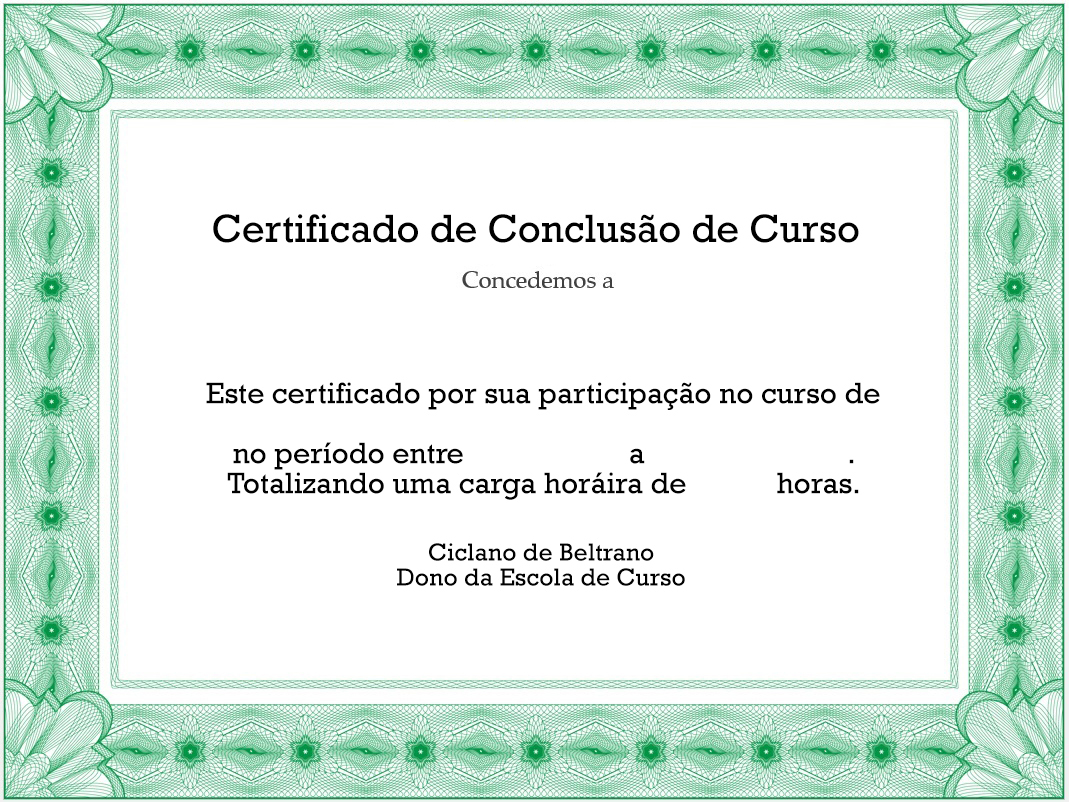 Certificado de Conclusão de Curso
Concedemos a
Este certificado por sua participação no curso de
no período entre a .
Totalizando uma carga horáira de horas.
Ciclano de Beltrano
Dono da Escola de Curso